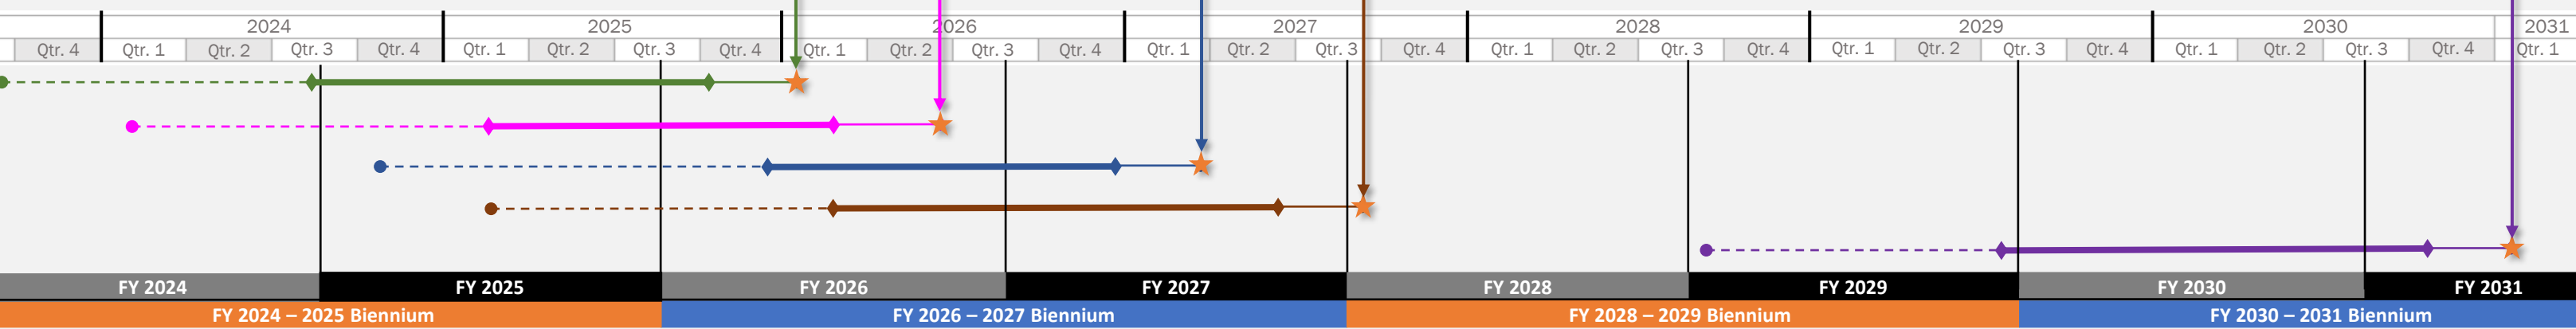 2024 2025 2026 2027 2028 2029 2030 2031
Qtr. 4 Qtr. 1 Qtr. 2 Qtr. 3 Qtr. 4 Qtr. 1 Qtr. 2 Qtr. 3 Qtr. 4 Qtr. 1 Qtr. 2 Qtr. 3 Qtr. 4 Qtr. 1 Qtr. 2 Qtr. 3 Qtr. 4 Qtr. 1 Qtr. 2 Qtr. 3 Qtr. 4 Qtr. 1 Qtr. 2 Qtr. 3 Qtr. 4 Qtr. 1 Qtr. 2 Qtr. 3 Qtr. 4 Qtr. 1
FY 2024 FY 2025 FY 2026 FY 2027 FY 2028 FY 2029 FY 2030 FY 2031
FY 2024 – 2025 Biennium FY 2026 – 2027 Biennium FY 2028 – 2029 Biennium FY 2030 – 2031 Biennium